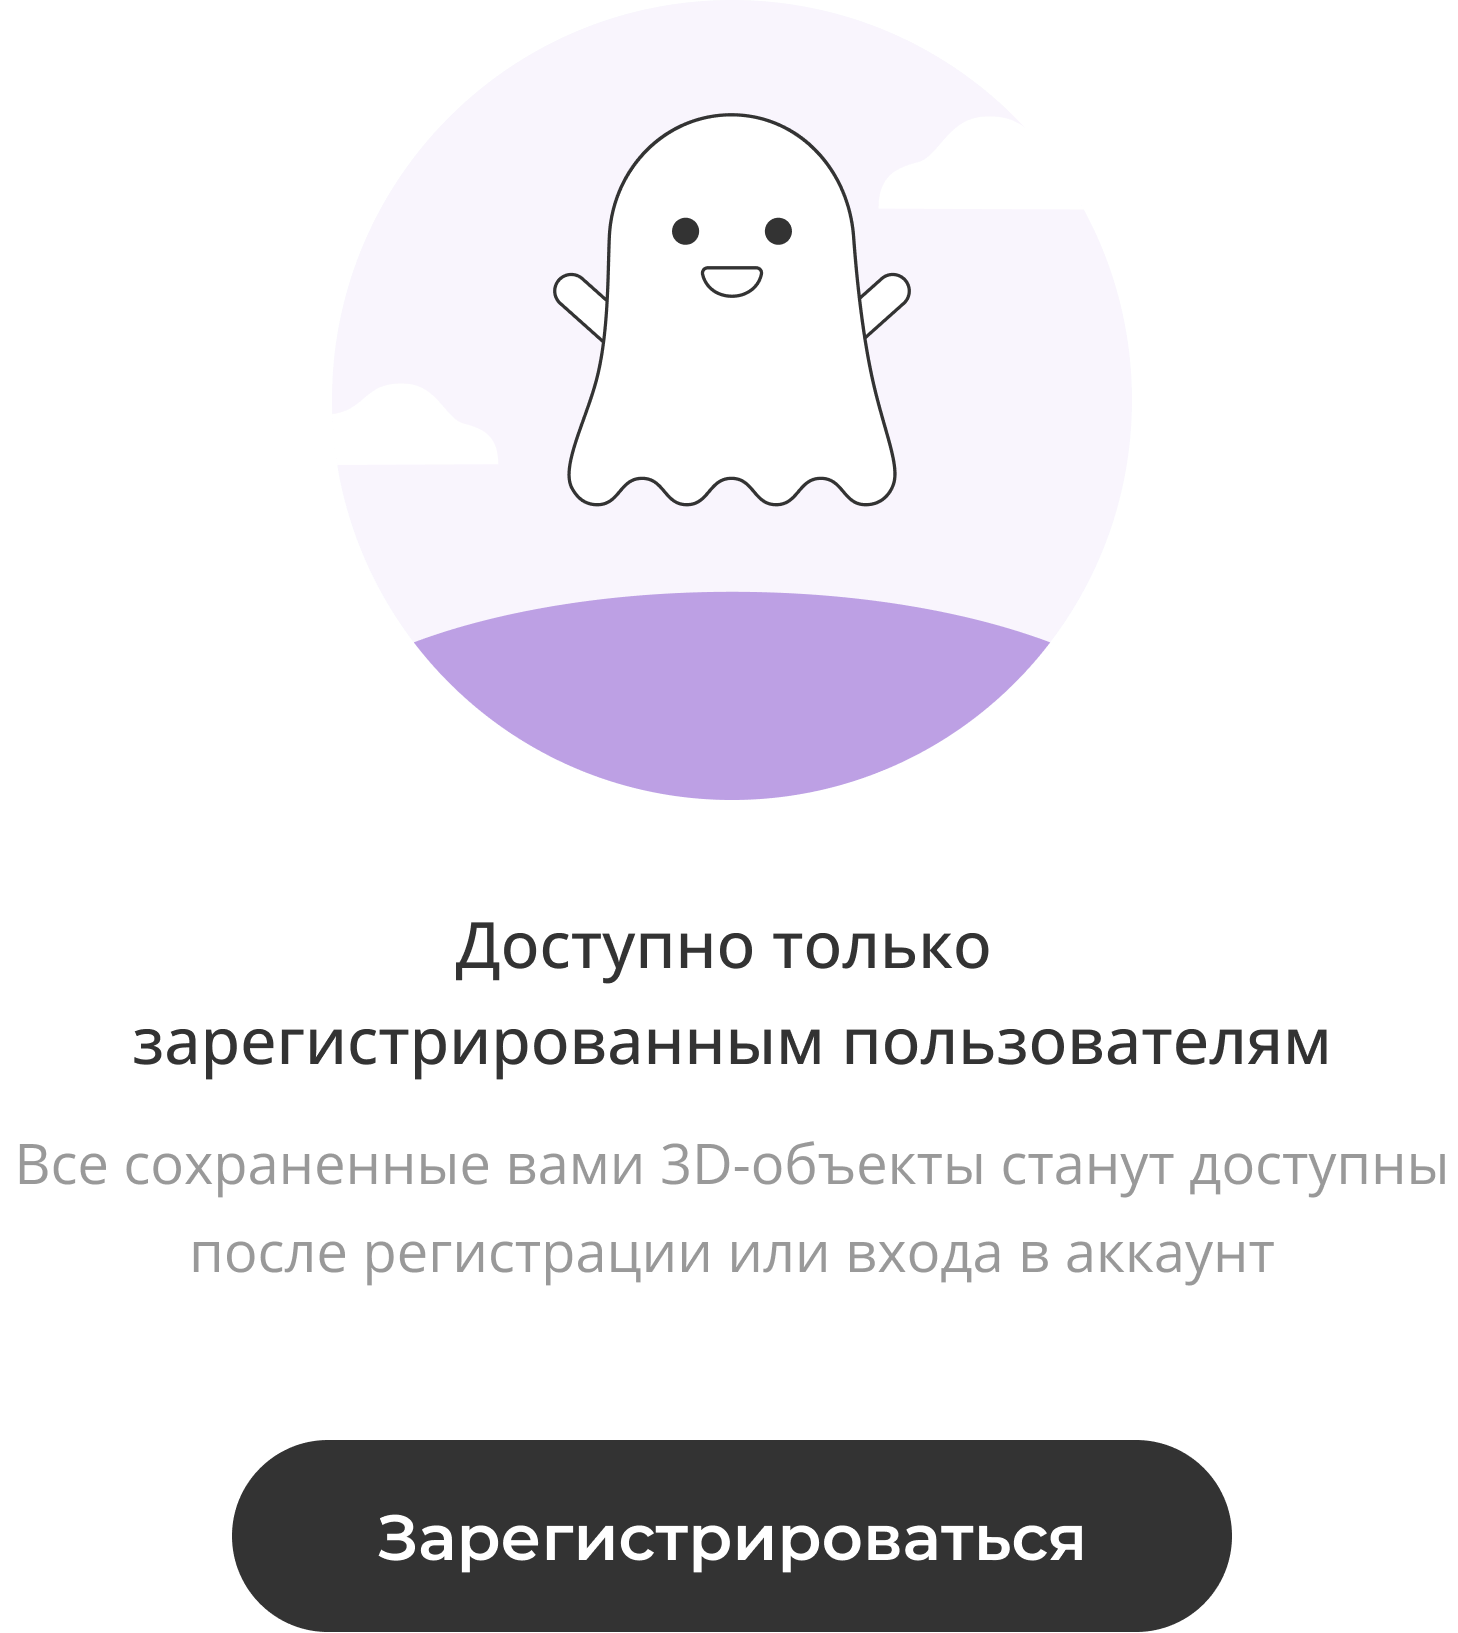 Доступно только
зарегистрированным пользователям
Все сохраненные вами 3D-объекты станут доступны
после регистрации или входа в аккаунт
Зарегистрироваться